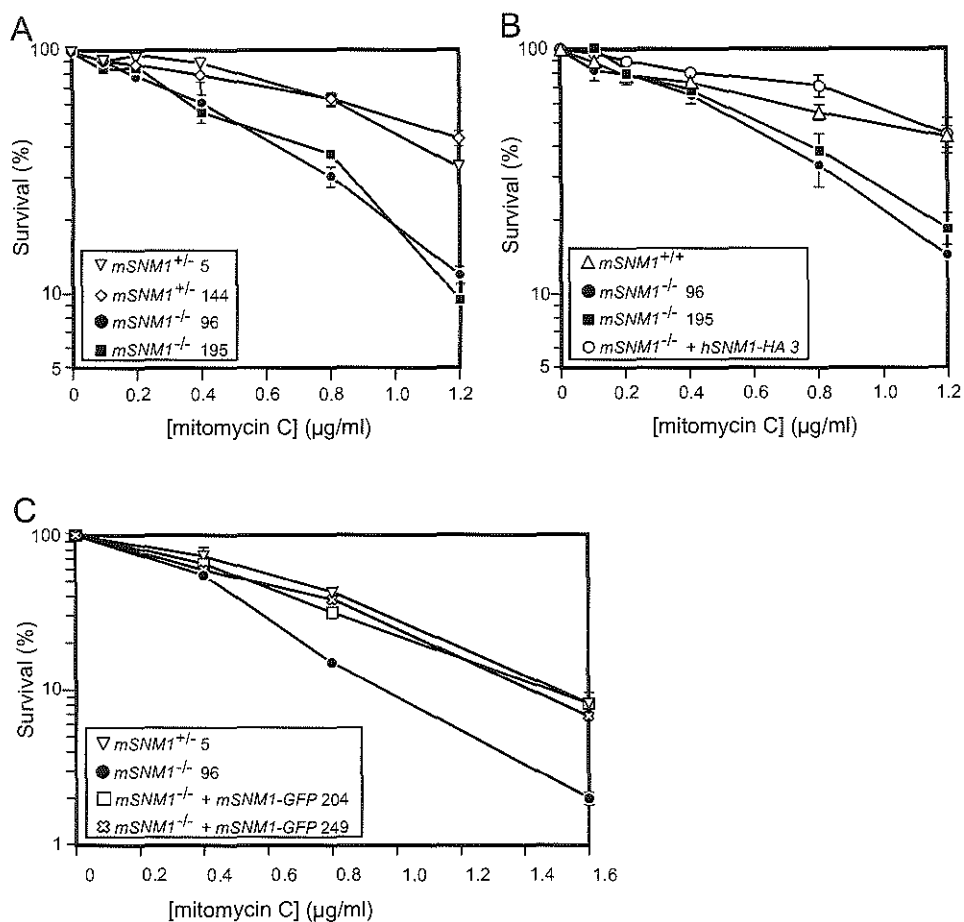 A
100
10
5
Survival (%)
mSNM1+/- 5
mSNM1+/- 144
mSNM1-/- 96
mSNM1-/- 195
0 0.2 0.4 0.6 0.8 1.0 1.2
[mitomycin C] (µg/ml)
B
100
10
5
Survival (%)
mSNM1+/+
mSNM1-/- 96
mSNM1-/- 195
mSNM1-/- + hSNM1-HA 3
0 0.2 0.4 0.6 0.8 1.0 1.2
[mitomycin C] (µg/ml)
C
100
10
1
Survival (%)
mSNM1+/- 5
mSNM1-/- 96
mSNM1-/- + mSNM1-GFP 204
mSNM1-/- + mSNM1-GFP 249
0 0.2 0.4 0.6 0.8 1.0 1.2 1.4 1.6
[mitomycin C] (µg/ml)